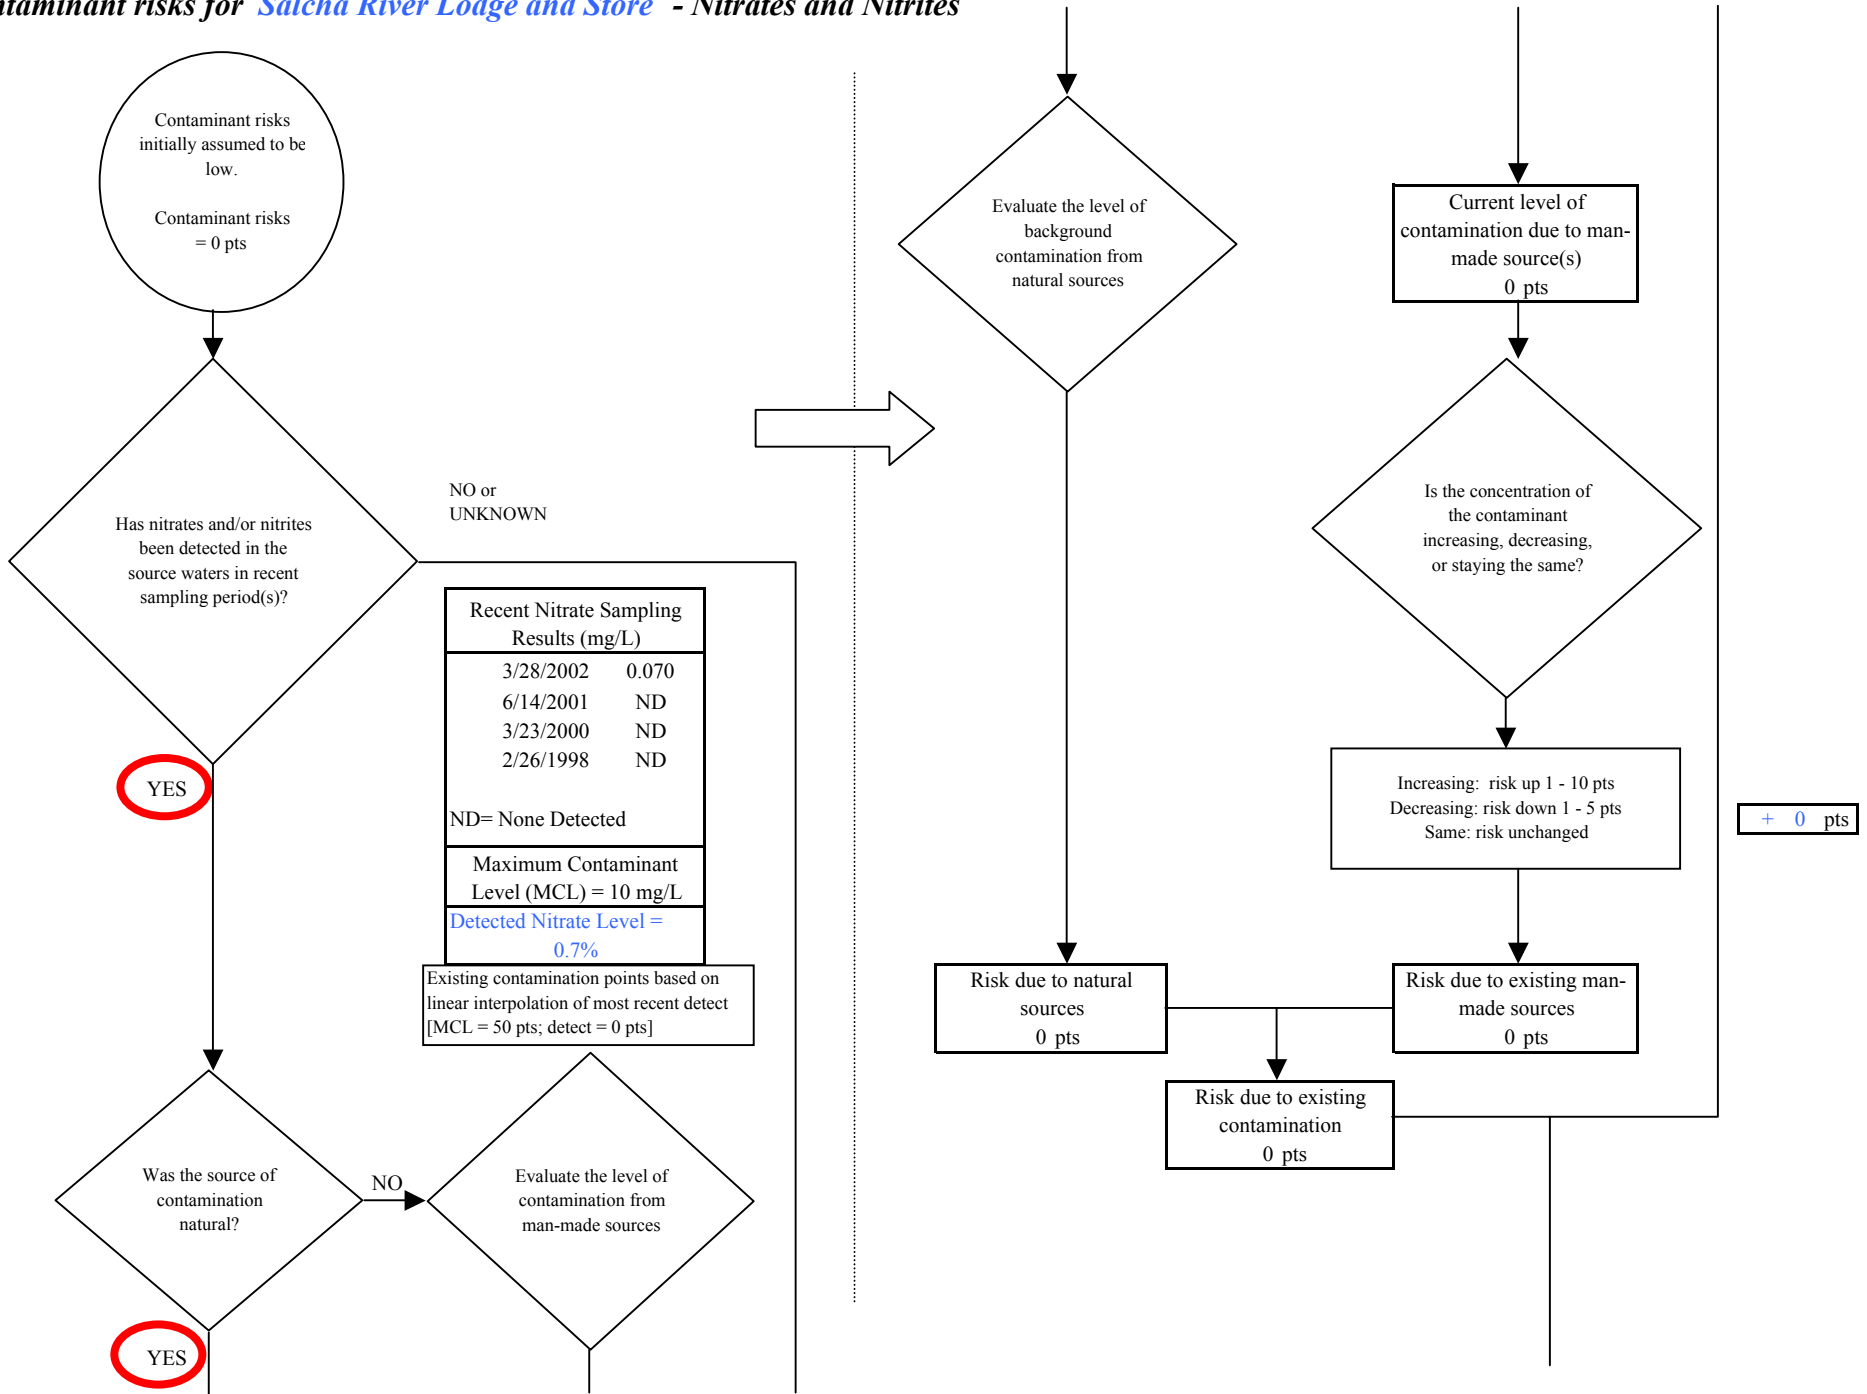 ntaminant risks for Salcha River Lodge and Store - Nitrates and Nitrites
Contaminant risks
initially assumed to be
low.
Contaminant risks
= 0 pts
Has nitrates and/or nitrites
been detected in the
source waters in recent
sampling period(s)?
NO or
UNKNOWN
YES
Recent Nitrate Sampling
Results (mg/L)
3/28/2002 0.070
6/14/2001 ND
3/23/2000 ND
2/26/1998 ND
ND= None Detected
Maximum Contaminant
Level (MCL) = 10 mg/L
Detected Nitrate Level =
0.7%
Existing contamination points based on
linear interpolation of most recent detect
[MCL = 50 pts; detect = 0 pts]
Was the source of
contamination
natural?
NO
YES
Evaluate the level of
contamination from
man-made sources
Evaluate the level of
background
contamination from
natural sources
Current level of
contamination due to man-
made source(s)
0 pts
Is the concentration of
the contaminant
increasing, decreasing,
or staying the same?
Increasing: risk up 1 - 10 pts
Decreasing: risk down 1 - 5 pts
Same: risk unchanged
+ 0 pts
Risk due to natural
sources
0 pts
Risk due to existing man-
made sources
0 pts
Risk due to existing
contamination
0 pts